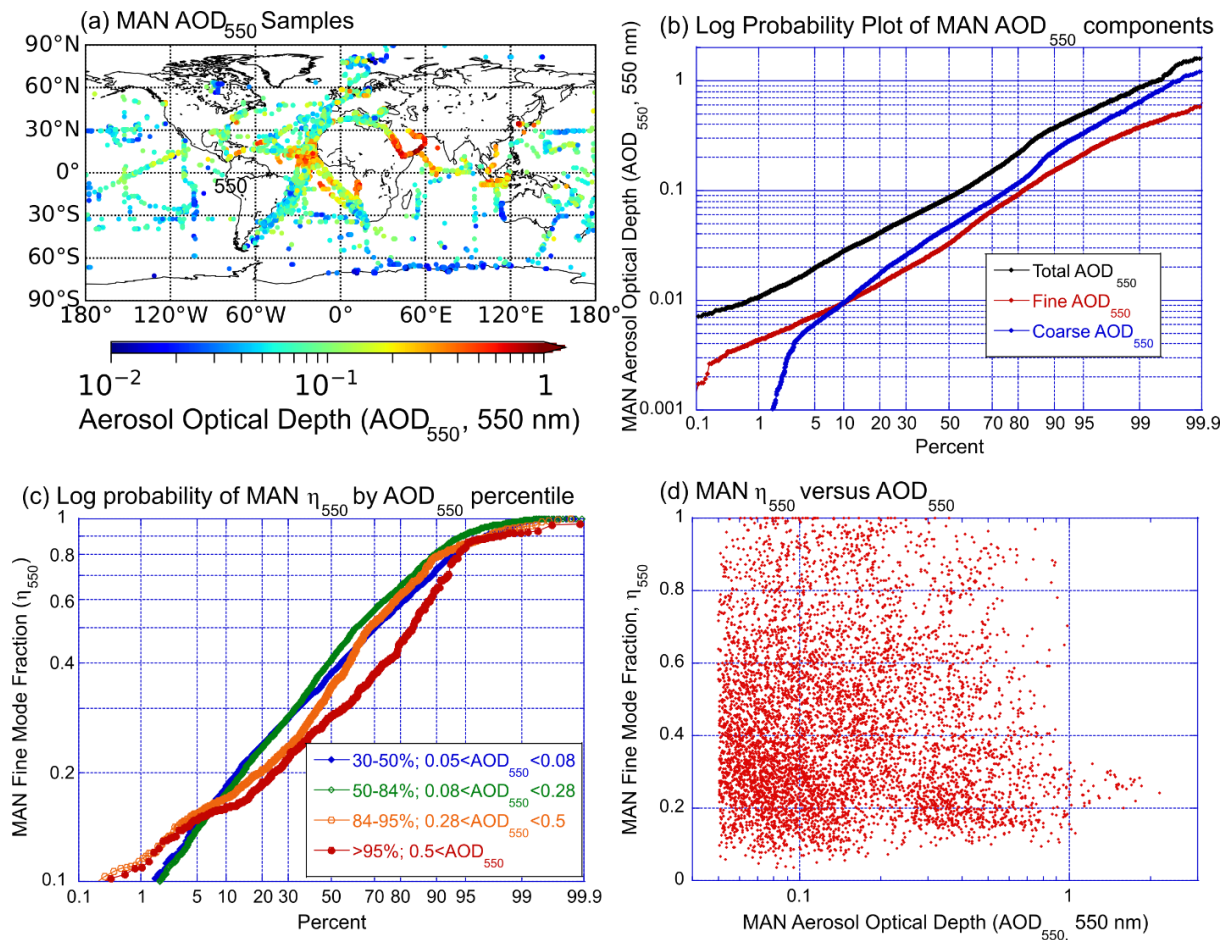 (a) MAN AOD550 Samples
90°N
60°N
30°N
0°
30°S
60°S
90°S
550
180° 120°W 60°W 0° 60°E 120°E 180°
10^-2 10^-1 1
Aerosol Optical Depth (AOD550, 550 nm)
(b) Log Probability Plot of MAN AOD550 components
MAN Aerosol Optical Depth (AOD550, 550 nm)
1
0.1
0.01
0.001
Total AOD550
Fine AOD550
Coarse AOD550
0.1 1 5 10 20 30 50 70 80 90 95 99 99.9
Percent
(c) Log probability of MAN η550 by AOD550 percentile
MAN Fine Mode Fraction (η550)
1
0.8
0.6
0.4
0.2
0.1
30-50%; 0.05<AOD550<0.08
50-84%; 0.08<AOD550<0.28
84-95%; 0.28<AOD550<0.5
>95%; 0.5<AOD550
0.1 1 5 10 20 30 50 70 80 90 95 99 99.9
Percent
(d) MAN η550 versus AOD550
MAN Fine Mode Fraction, η550
1
0.8
0.6
0.4
0.2
0
0.1 1
MAN Aerosol Optical Depth (AOD550, 550 nm)